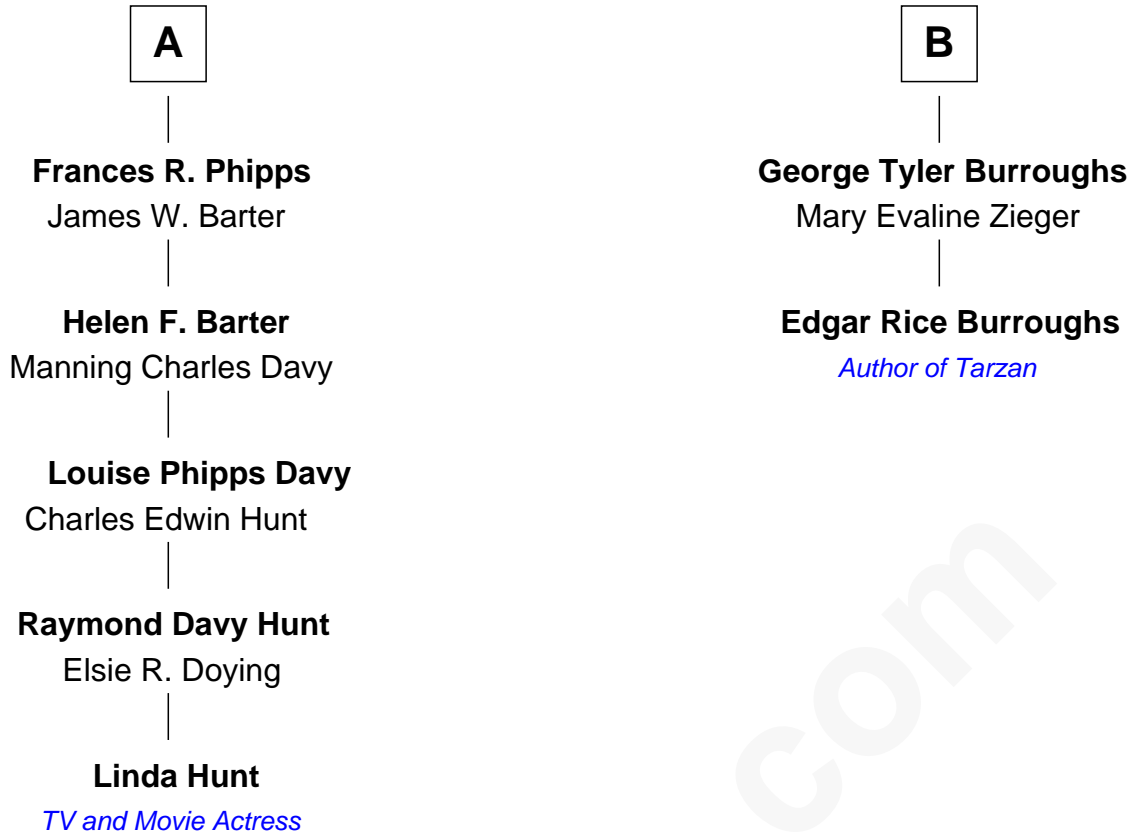 A
Frances R. Phipps
James W. Barter
Helen F. Barter
Manning Charles Davy
Louise Phipps Davy
Charles Edwin Hunt
Raymond Davy Hunt
Elsie R. Doying
Linda Hunt
TV and Movie Actress
B
George Tyler Burroughs
Mary Evaline Zieger
Edgar Rice Burroughs
Author of Tarzan
com